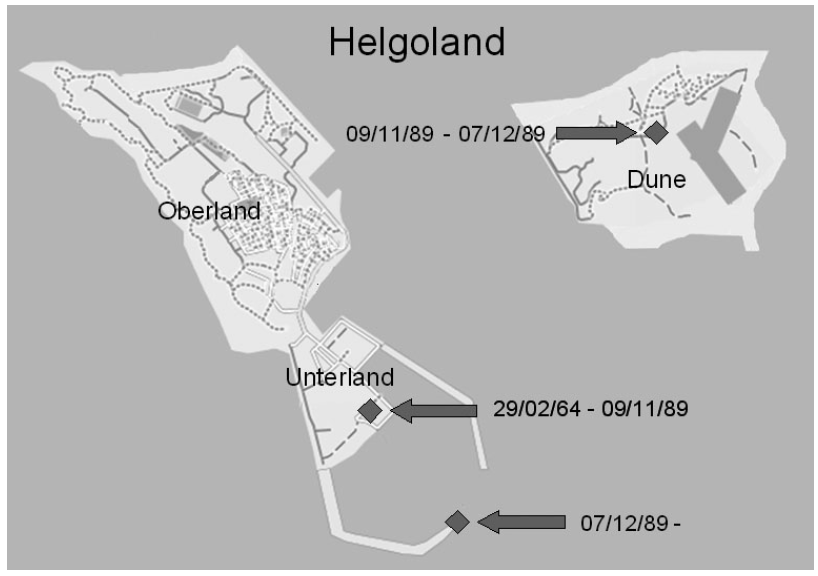 Helgoland
09/11/89 - 07/12/89
Dune
Oberland
Unterland
29/02/64 - 09/11/89
07/12/89 -